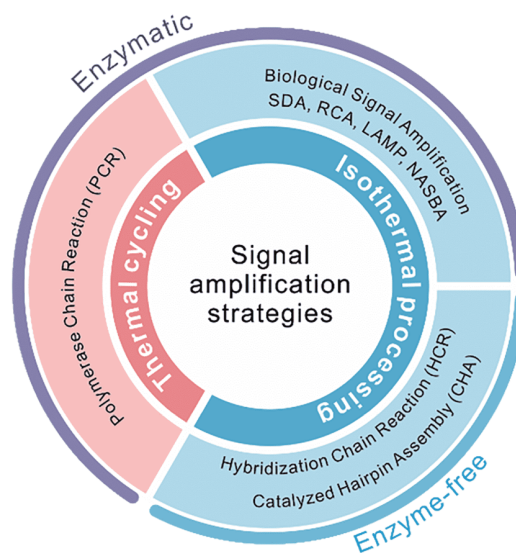 Enzymatic
Biological Signal Amplification
SDA, RCA, LAMP, NASBA
Polymerase Chain Reaction (PCR)
Thermal cycling
Isothermal processing
Signal
amplification
strategies
Hybridization Chain Reaction (HCR)
Catalyzed Hairpin Assembly (CHA)
Enzyme-free